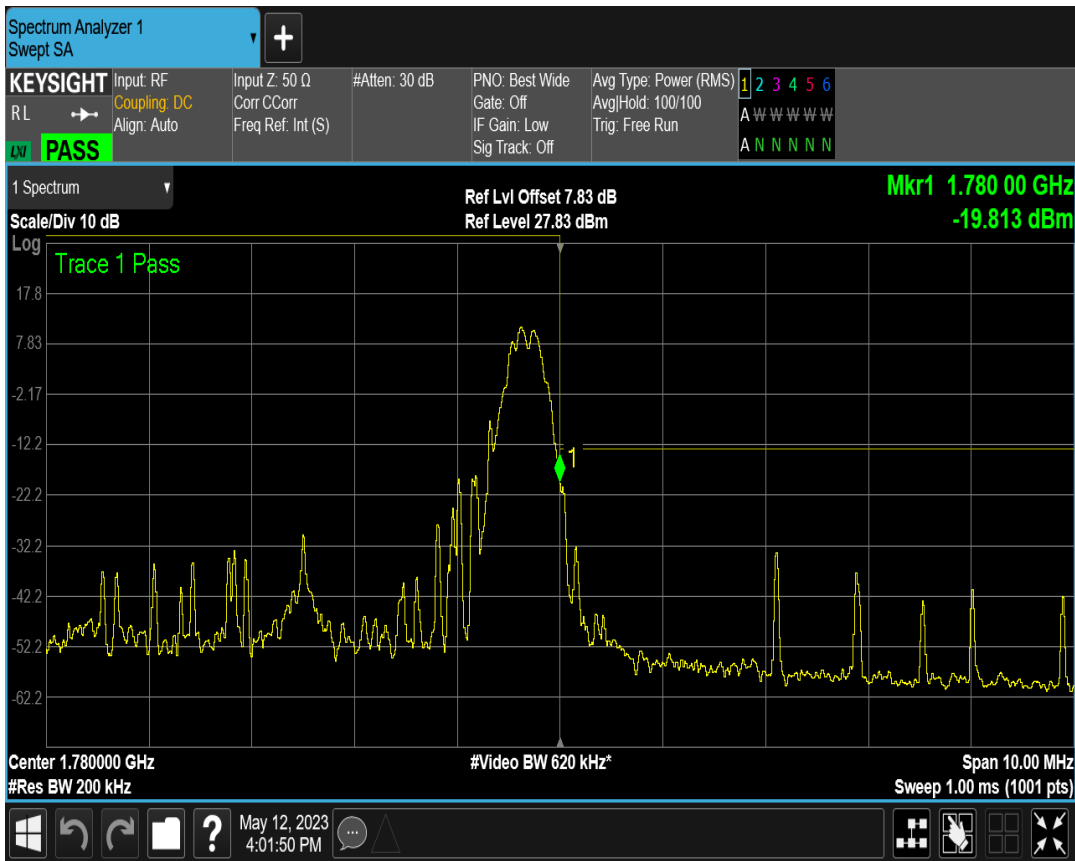 Spectrum Analyzer 1
Swept SA
+
KEYSIGHT
RL
LXI PASS
Input: RF
Coupling: DC
Align: Auto
Input Z: 50 Ω
Corr CCorr
Freq Ref: Int (S)
#Atten: 30 dB
PNO: Best Wide
Gate: Off
IF Gain: Low
Sig Track: Off
Avg Type: Power (RMS)
Avg|Hold: 100/100
Trig: Free Run
1 2 3 4 5 6
A W W W W W
A N N N N N
1 Spectrum
Scale/Div 10 dB
Ref Lvl Offset 7.83 dB
Ref Level 27.83 dBm
Mkr1 1.780 00 GHz
-19.813 dBm
Log
Trace 1 Pass
17.8
7.83
-2.17
-12.2
1
-22.2
-32.2
-42.2
-52.2
-62.2
Center 1.780000 GHz
#Video BW 620 kHz*
Span 10.00 MHz
#Res BW 200 kHz
Sweep 1.00 ms (1001 pts)
?
May 12, 2023
4:01:50 PM